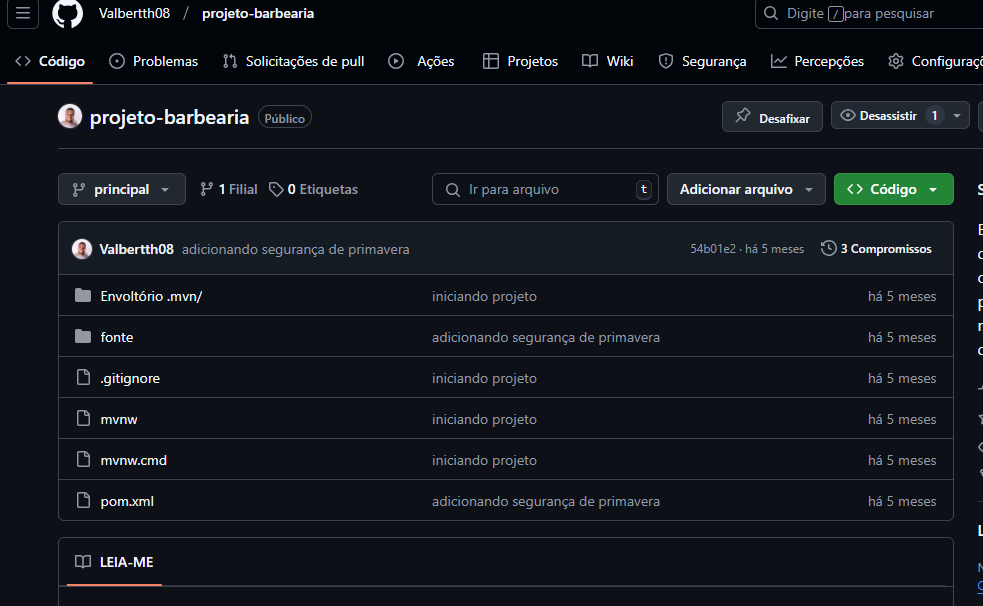 Valbertth08 / projeto-barbearia Digite / para pesquisar
Código Problemas Solicitações de pull Ações Projetos Wiki Segurança Percepções
projeto-barbearia Público Desafixar Desassistir 1
principal 1 Filial 0 Etiquetas Ir para arquivo t Adicionar arquivo Código
Valbertth08 adicionando segurança de primavera 54b01e2 · há 5 meses 3 Compromissos
Envoltório .mvn/ iniciando projeto há 5 meses
fonte adicionando segurança de primavera há 5 meses
.gitignore iniciando projeto há 5 meses
mvnw iniciando projeto há 5 meses
mvnw.cmd iniciando projeto há 5 meses
pom.xml adicionando segurança de primavera há 5 meses
LEIA-ME